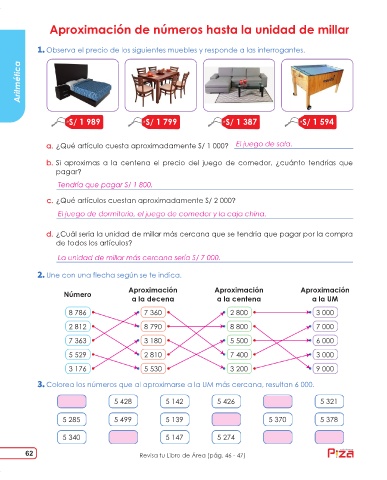 Aproximación de números hasta la unidad de millar
Aritmética
1. Observa el precio de los siguientes muebles y responde a las interrogantes.
S/ 1 989 S/ 1 799 S/ 1 387 S/ 1 594
a. ¿Qué artículo cuesta aproximadamente S/ 1 000? El juego de sala.
b. Si aproximas a la centena el precio del juego de comedor, ¿cuánto tendrías que
pagar?
Tendría que pagar S/ 1 800.
c. ¿Qué artículos cuestan aproximadamente S/ 2 000?
El juego de dormitorio, el juego de comedor y la caja china.
d. ¿Cuál sería la unidad de millar más cercana que se tendría que pagar por la compra
de todos los artículos?
La unidad de millar más cercana sería S/ 7 000.
2. Une con una flecha según se te indica.
Número Aproximación a la decena Aproximación a la centena Aproximación a la UM
8 786 7 360 2 800 3 000
2 812 8 790 8 800 7 000
7 363 3 180 5 500 6 000
5 529 2 810 7 400 3 000
3 176 5 530 3 200 9 000
3. Colorea los números que al aproximarse a la UM más cercana, resultan 6 000.
5 428 5 142 5 426 5 321
5 285 5 499 5 139 5 370 5 378
5 340 5 147 5 274
62 Revisa tu Libro de Área (pág. 46 - 47) Pizza